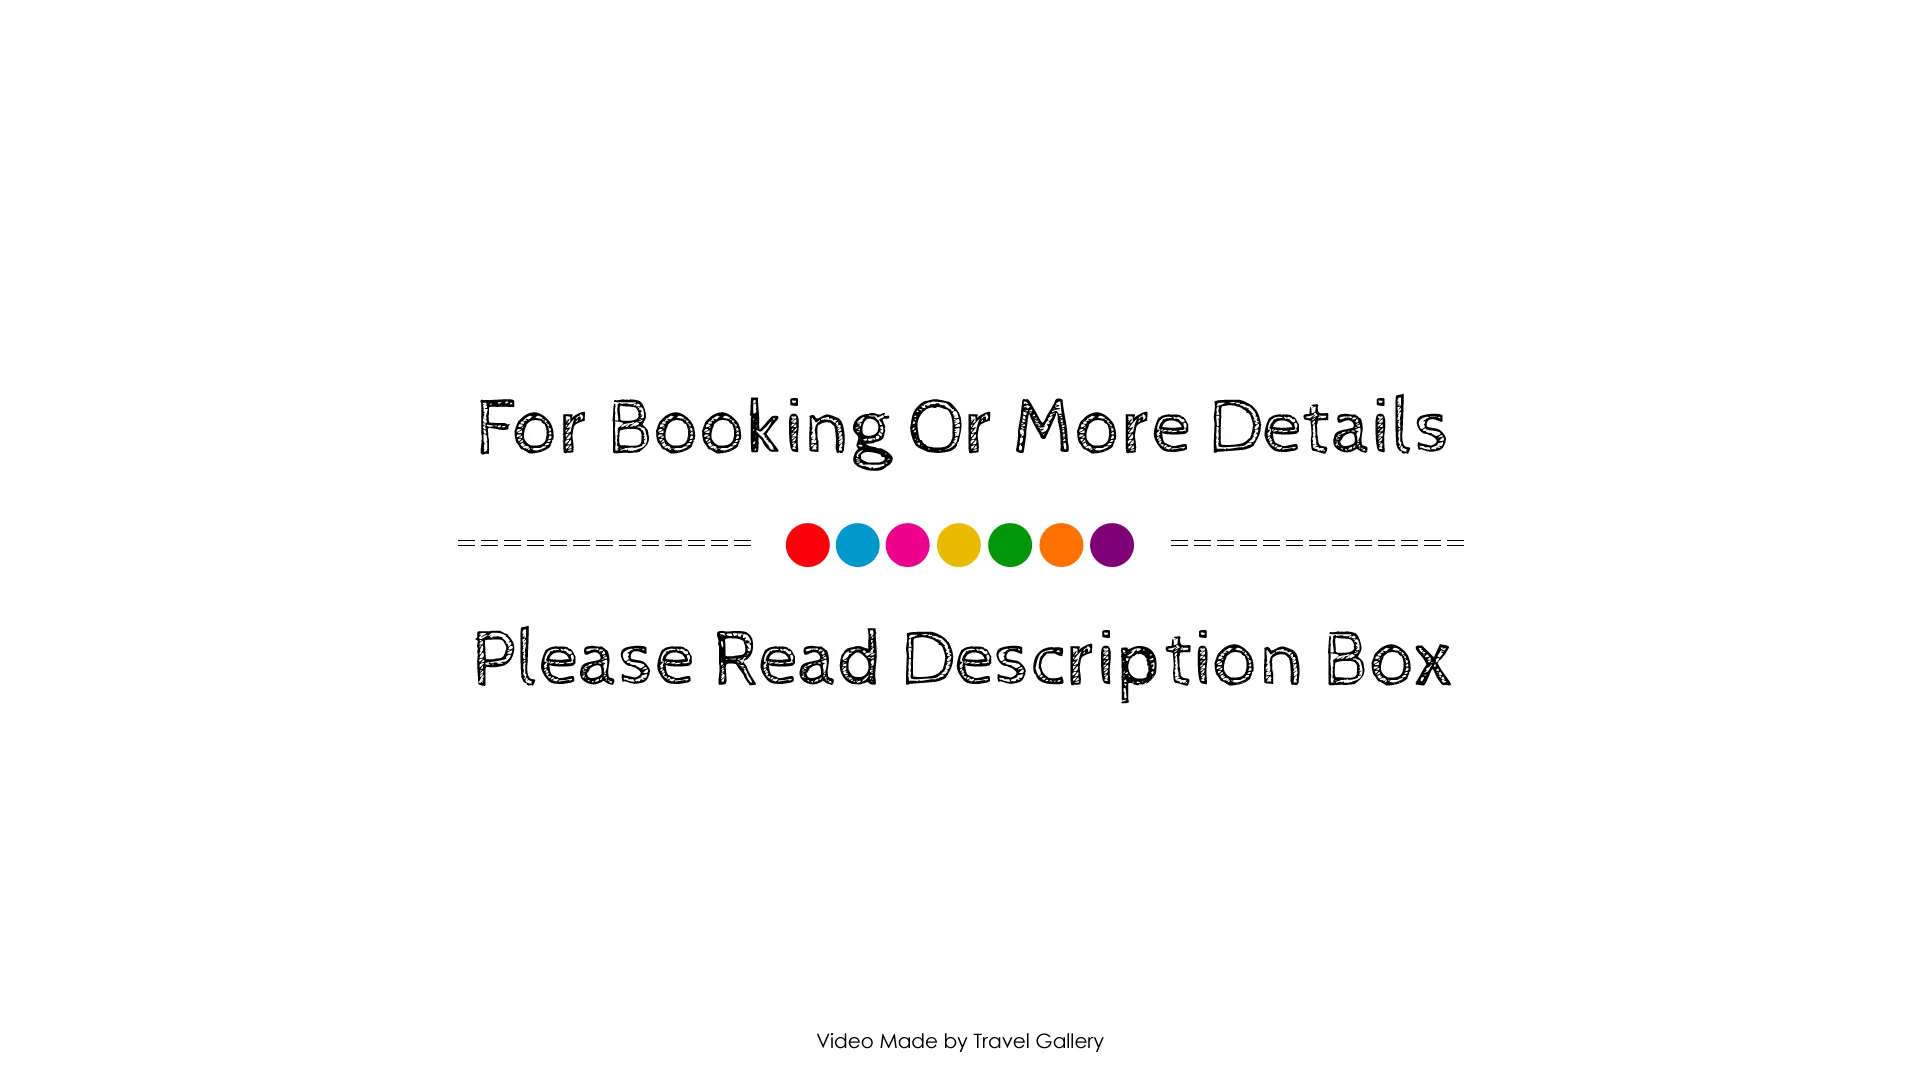 For Booking Or More Details
============= =============
Please Read Description Box
Video Made by Travel Gallery